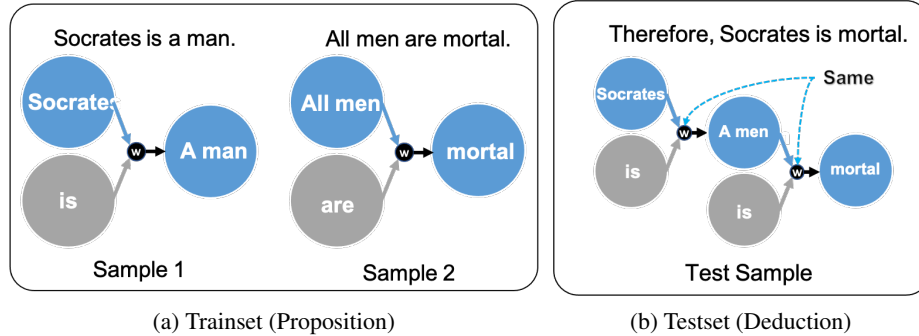 Socrates is a man.
All men are mortal.
Socrates
is
w
A man
All men
are
w
mortal
Sample 1
Sample 2
(a) Trainset (Proposition)
Therefore, Socrates is mortal.
Same
Socrates
is
w
A men
is
w
mortal
Test Sample
(b) Testset (Deduction)